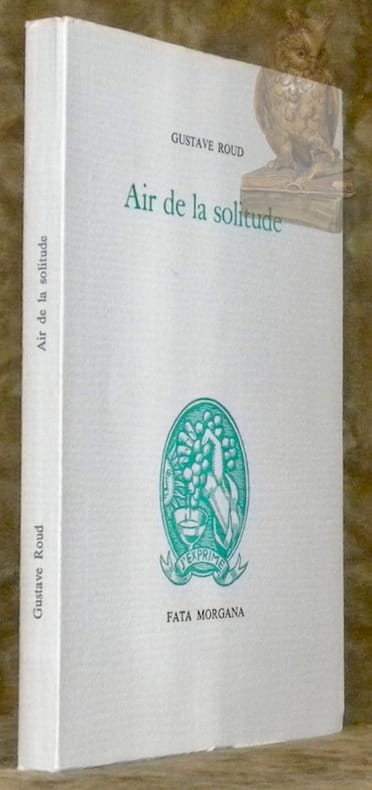 GUSTAVE ROUD
Air de la solitude
J'EXPRIME
FATA MORGANA
Air de la solitude
Gustave Roud